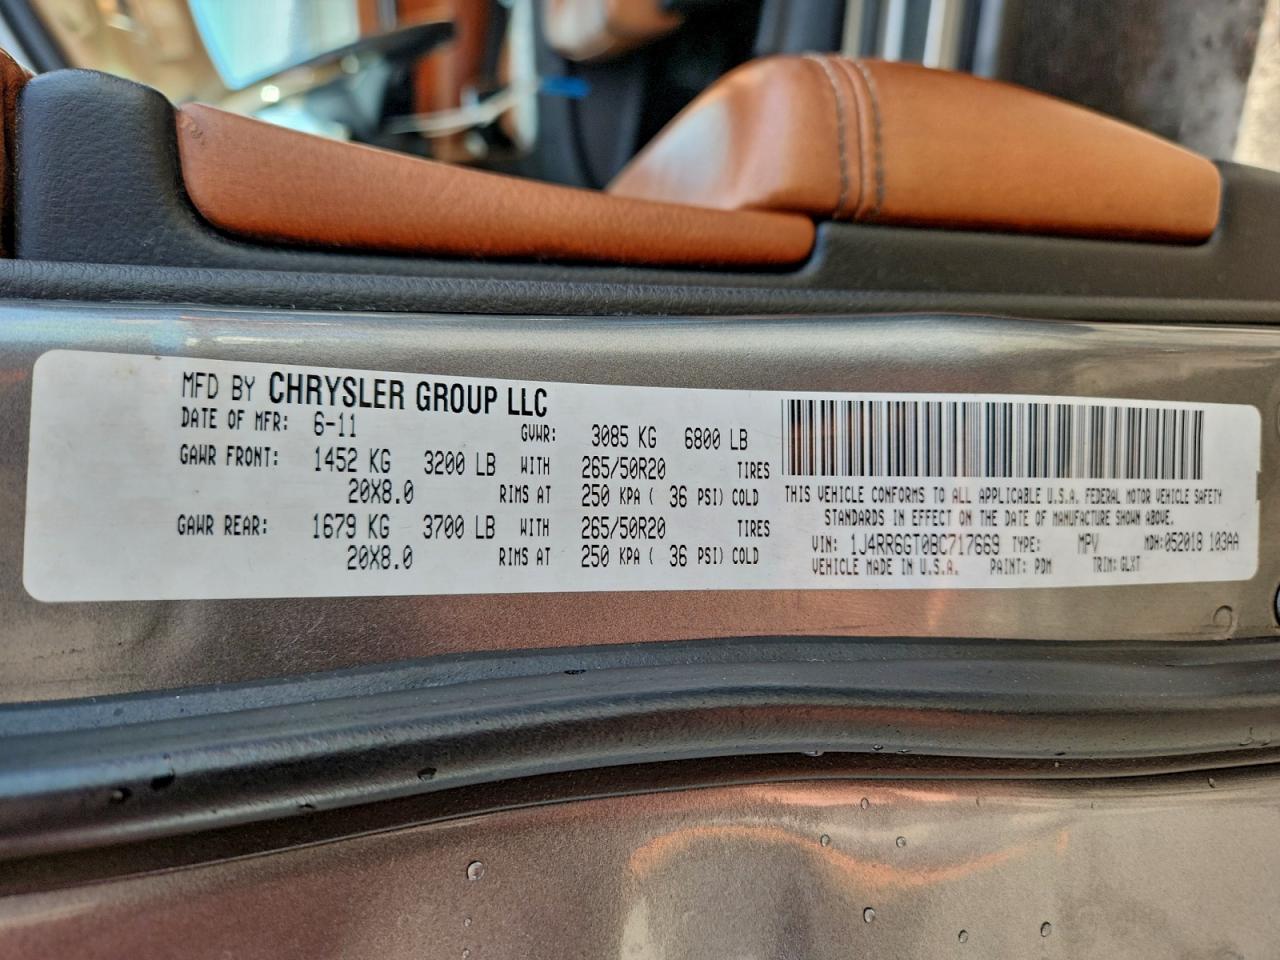 MFD BY CHRYSLER GROUP LLC
DATE OF MFR: 6-11 GVWR: 3085 KG 6800 LB
GAWR FRONT: 1452 KG 3200 LB WITH 265/50R20 TIRES
20X8.0 RIMS AT 250 KPA ( 36 PSI) COLD
GAWR REAR: 1679 KG 3700 LB WITH 265/50R20 TIRES
20X8.0 RIMS AT 250 KPA ( 36 PSI) COLD
THIS VEHICLE CONFORMS TO ALL APPLICABLE U.S.A. FEDERAL MOTOR VEHICLE SAFETY
STANDARDS IN EFFECT ON THE DATE OF MANUFACTURE SHOWN ABOVE.
VIN: 1J4RR6GT0BC717669 TYPE: MPV MDH:052018 103AA
VEHICLE MADE IN U.S.A. PAINT: PDM TRIM: GLXT